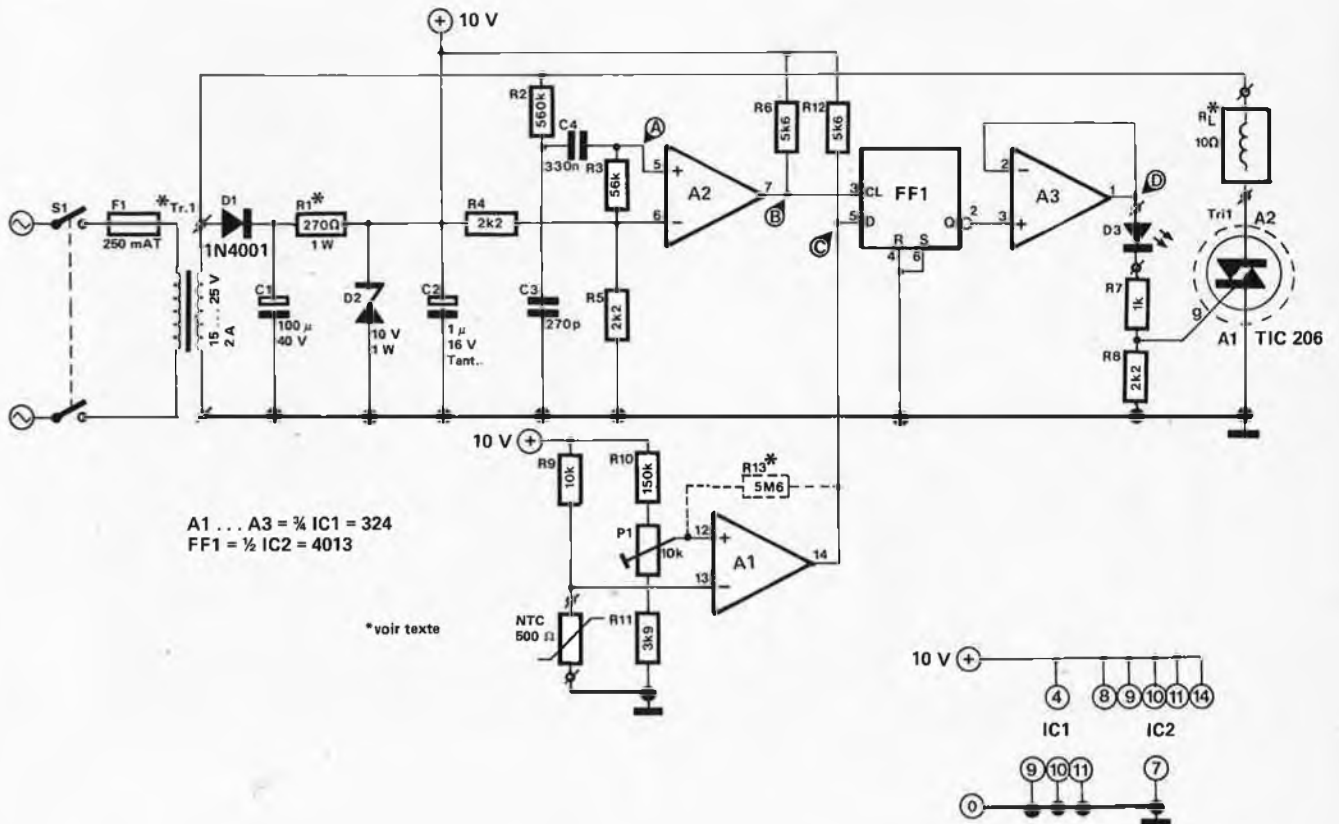 + 10 V
S1
F1
250 mAT
*Tr.1
15 ... 25 V
2 A
D1
1N4001
R1*
270Ω
1 W
C1
100 µ
40 V
D2
10 V
1 W
C2
1 µ
16 V
Tant..
R4
2k2
R2
560k
C4
330n
C3
270p
R3
56k
R5
2k2
A
5
+
6
−
A2
7
B
R6
5k6
R12
5k6
C
3
CL
5
D
FF1
Q
2
R
4
S
6
2
−
3
+
A3
1
D
D3
R7
1k
R8
2k2
RL*
10Ω
Tri1
A2
g
A1
TIC 206
10 V +
R9
10k
R10
150k
P1
10k
R11
3k9
NTC
500 Ω
R13*
5M6
12
+
13
−
A1
14
A1 . . . A3 = ¾ IC1 = 324
FF1 = ½ IC2 = 4013
*voir texte
10 V +
4
8
9
10
11
14
IC1
IC2
9
10
11
7
0